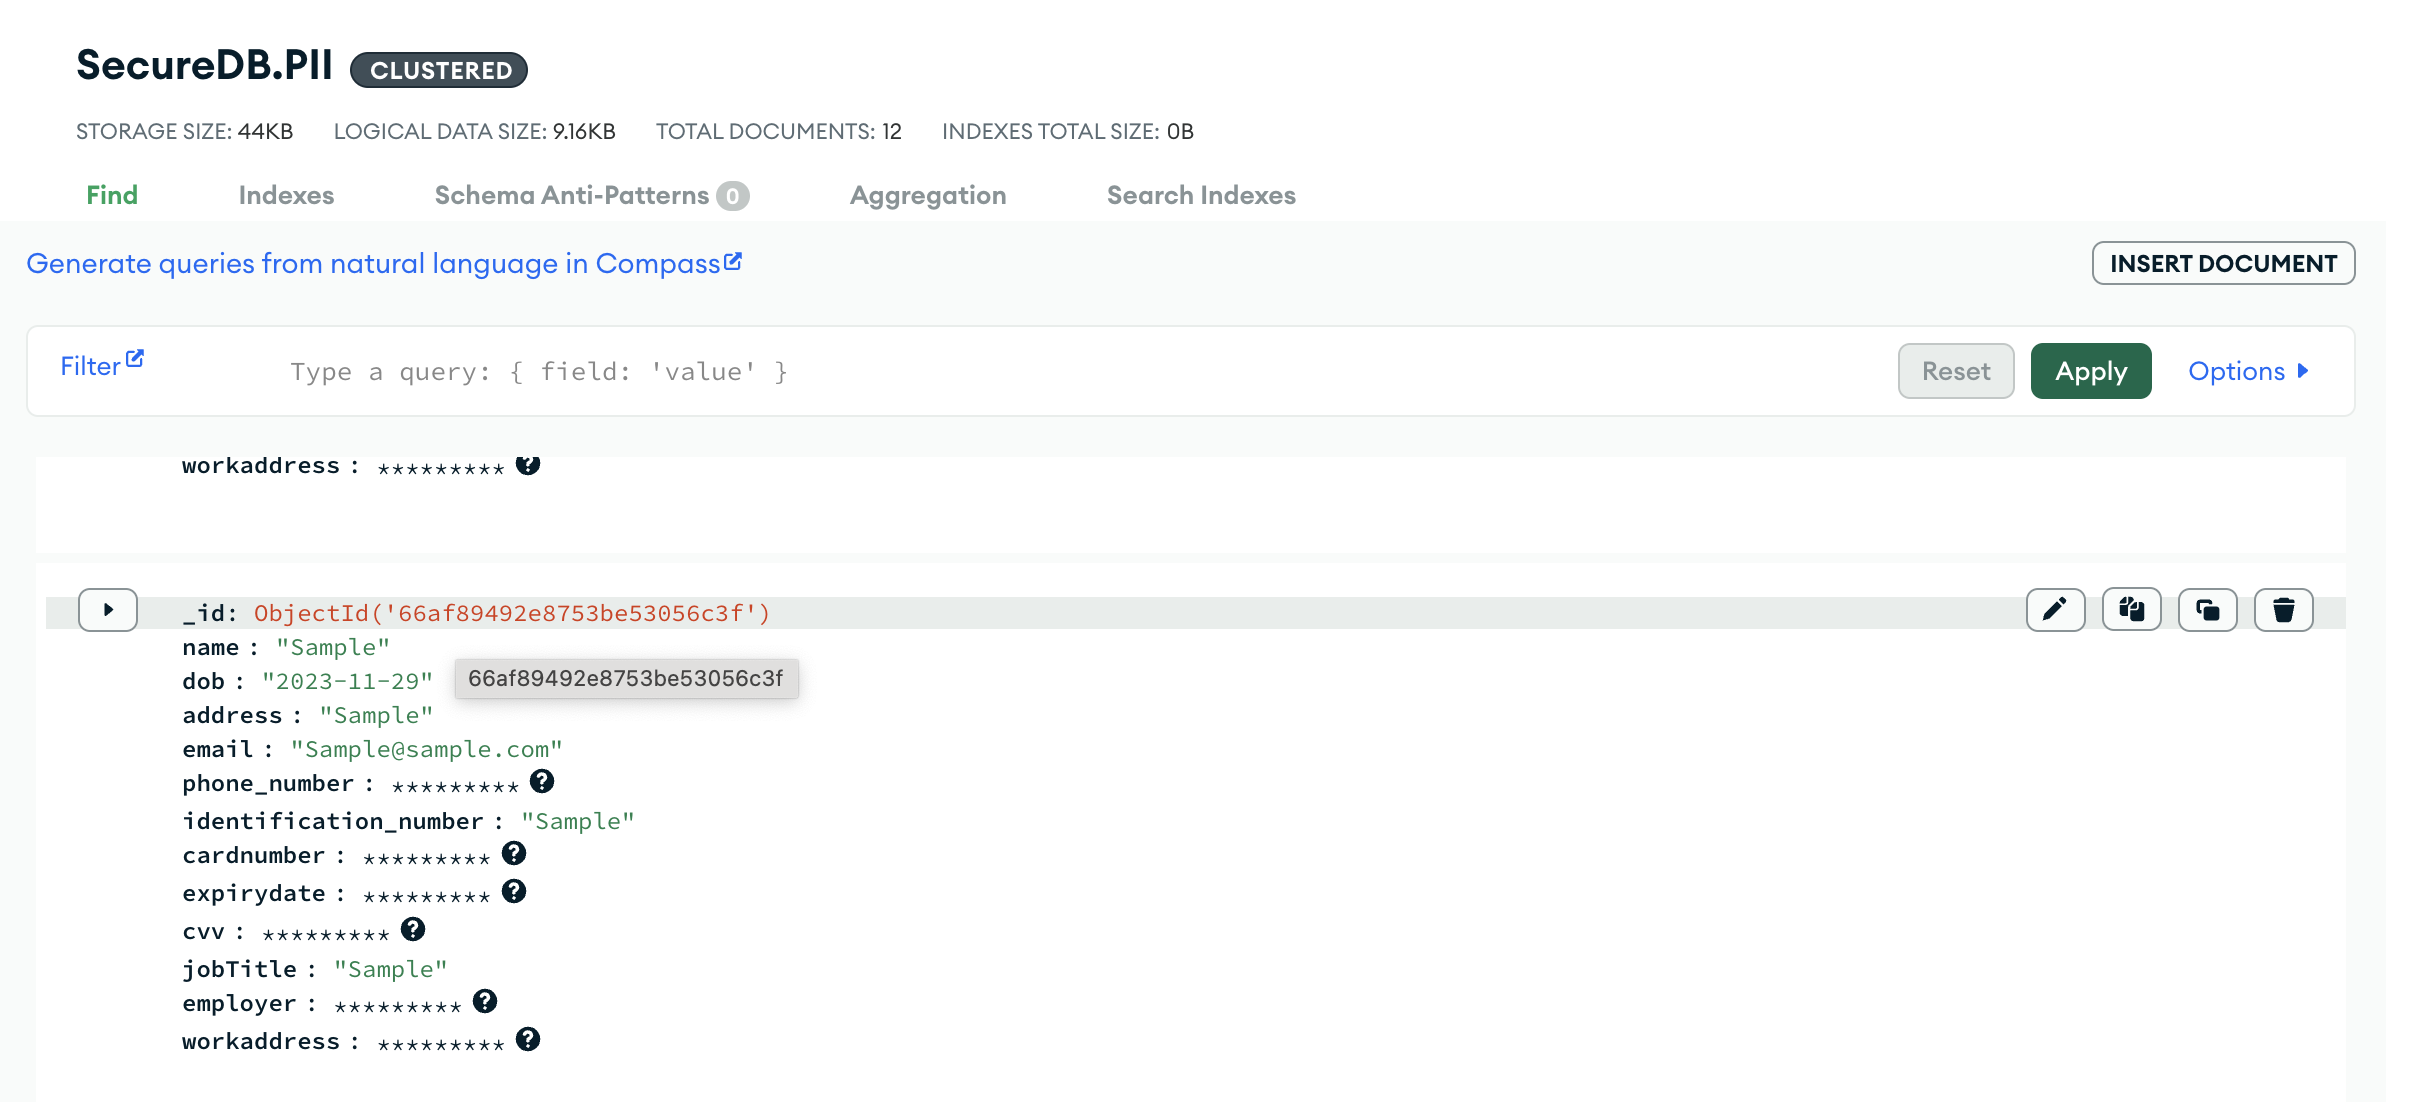 SecureDB.PII CLUSTERED
STORAGE SIZE: 44KB LOGICAL DATA SIZE: 9.16KB TOTAL DOCUMENTS: 12 INDEXES TOTAL SIZE: 0B
Find Indexes Schema Anti-Patterns 0 Aggregation Search Indexes
Generate queries from natural language in Compass INSERT DOCUMENT
Filter Type a query: { field: 'value' } Reset Apply Options
workaddress : *********
_id: ObjectId('66af89492e8753be53056c3f')
name : "Sample"
dob : "2023-11-29" 66af89492e8753be53056c3f
address : "Sample"
email : "Sample@sample.com"
phone_number : *********
identification_number : "Sample"
cardnumber : *********
expirydate : *********
cvv : *********
jobTitle : "Sample"
employer : *********
workaddress : *********